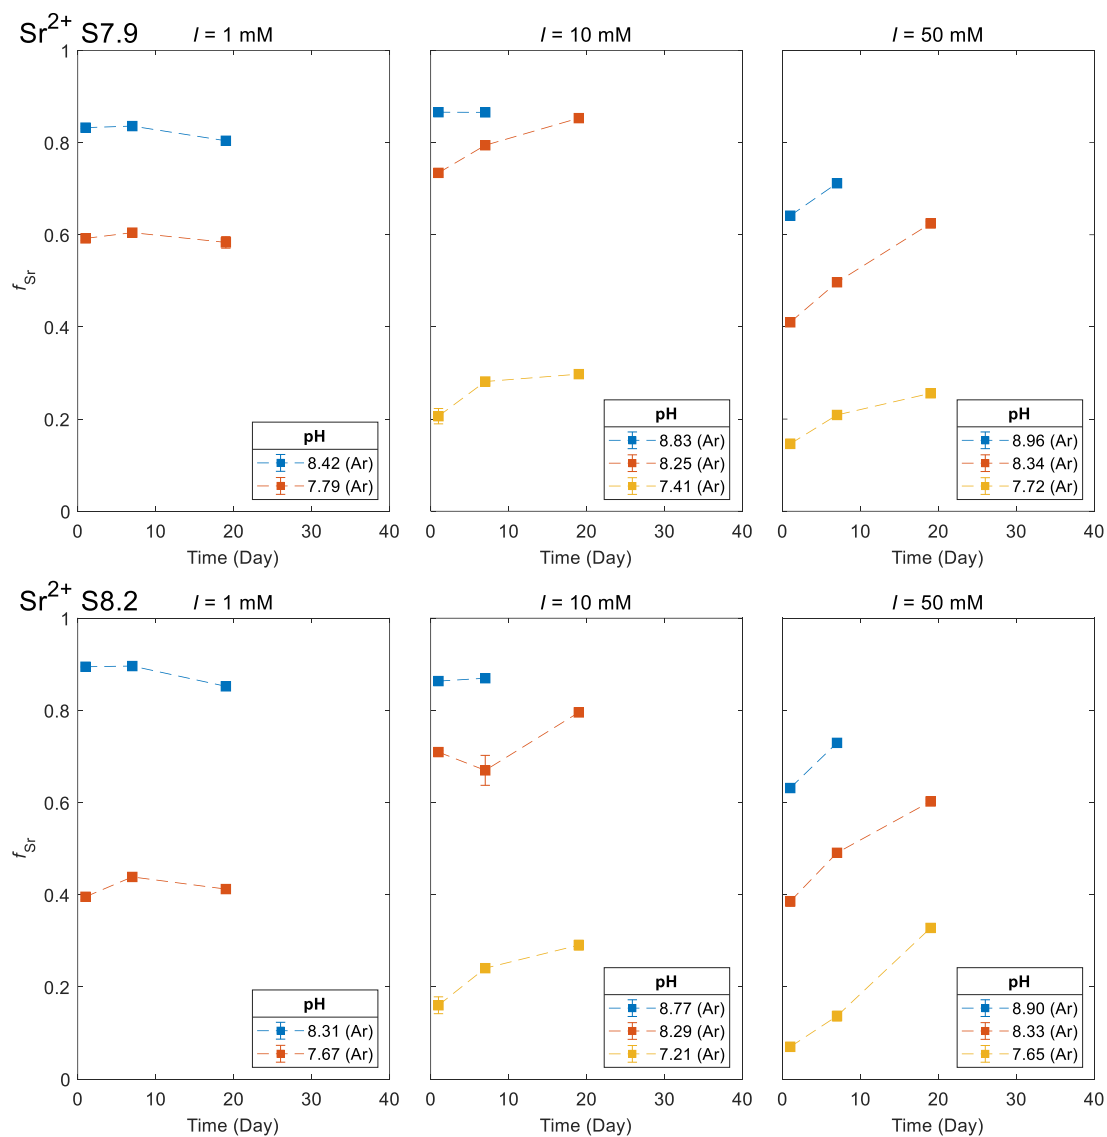 Sr2+ S7.9
I = 1 mM
I = 10 mM
I = 50 mM
1
0.8
0.6
0.4
0.2
0
fSr
0 10 20 30 40
0 10 20 30 40
0 10 20 30 40
Time (Day)
Time (Day)
Time (Day)
pH
8.42 (Ar)
7.79 (Ar)
pH
8.83 (Ar)
8.25 (Ar)
7.41 (Ar)
pH
8.96 (Ar)
8.34 (Ar)
7.72 (Ar)
Sr2+ S8.2
I = 1 mM
I = 10 mM
I = 50 mM
1
0.8
0.6
0.4
0.2
0
fSr
0 10 20 30 40
0 10 20 30 40
0 10 20 30 40
Time (Day)
Time (Day)
Time (Day)
pH
8.31 (Ar)
7.67 (Ar)
pH
8.77 (Ar)
8.29 (Ar)
7.21 (Ar)
pH
8.90 (Ar)
8.33 (Ar)
7.65 (Ar)